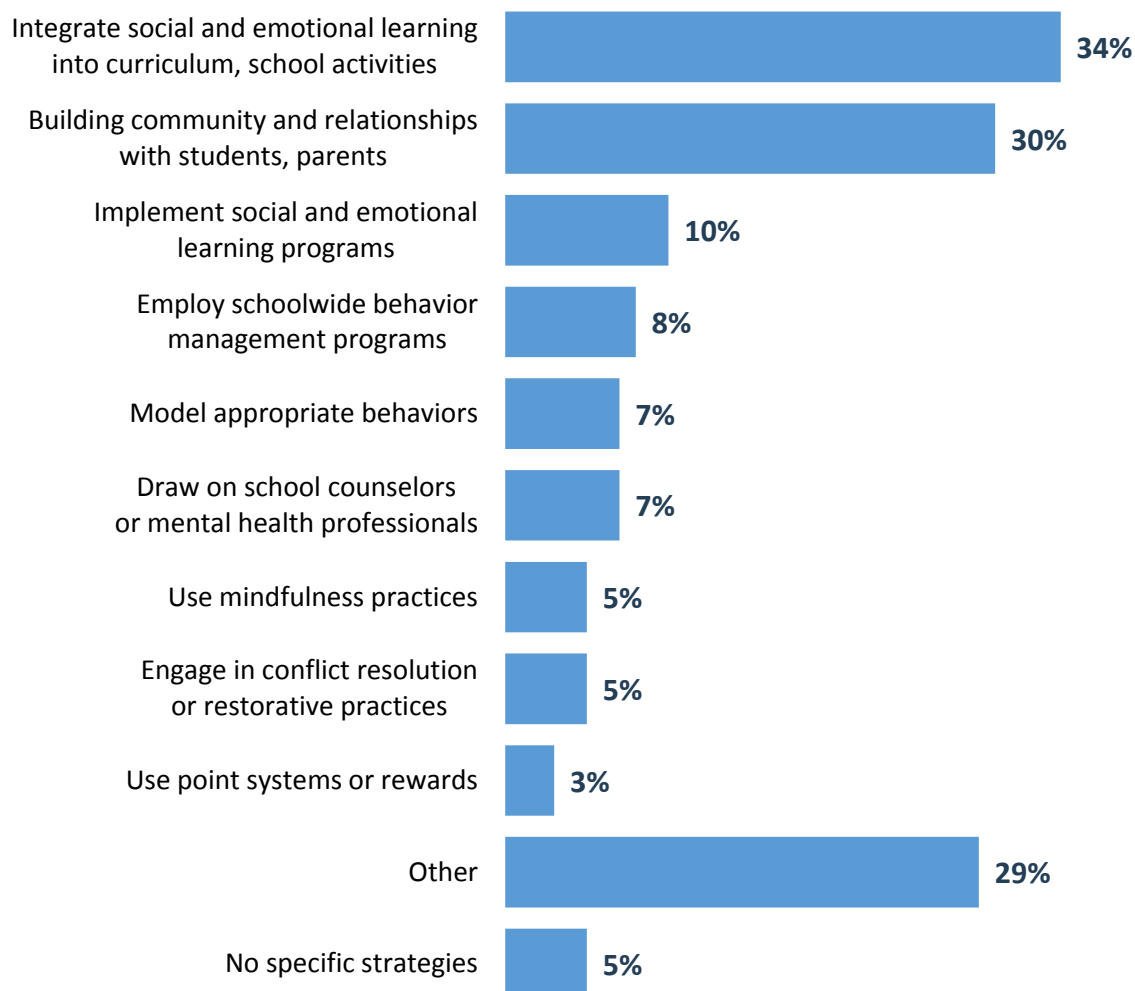 Integrate social and emotional learning
into curriculum, school activities
34%
Building community and relationships
with students, parents
30%
Implement social and emotional
learning programs
10%
Employ schoolwide behavior
management programs
8%
Model appropriate behaviors
7%
Draw on school counselors
or mental health professionals
7%
Use mindfulness practices
5%
Engage in conflict resolution
or restorative practices
5%
Use point systems or rewards
3%
Other
29%
No specific strategies
5%